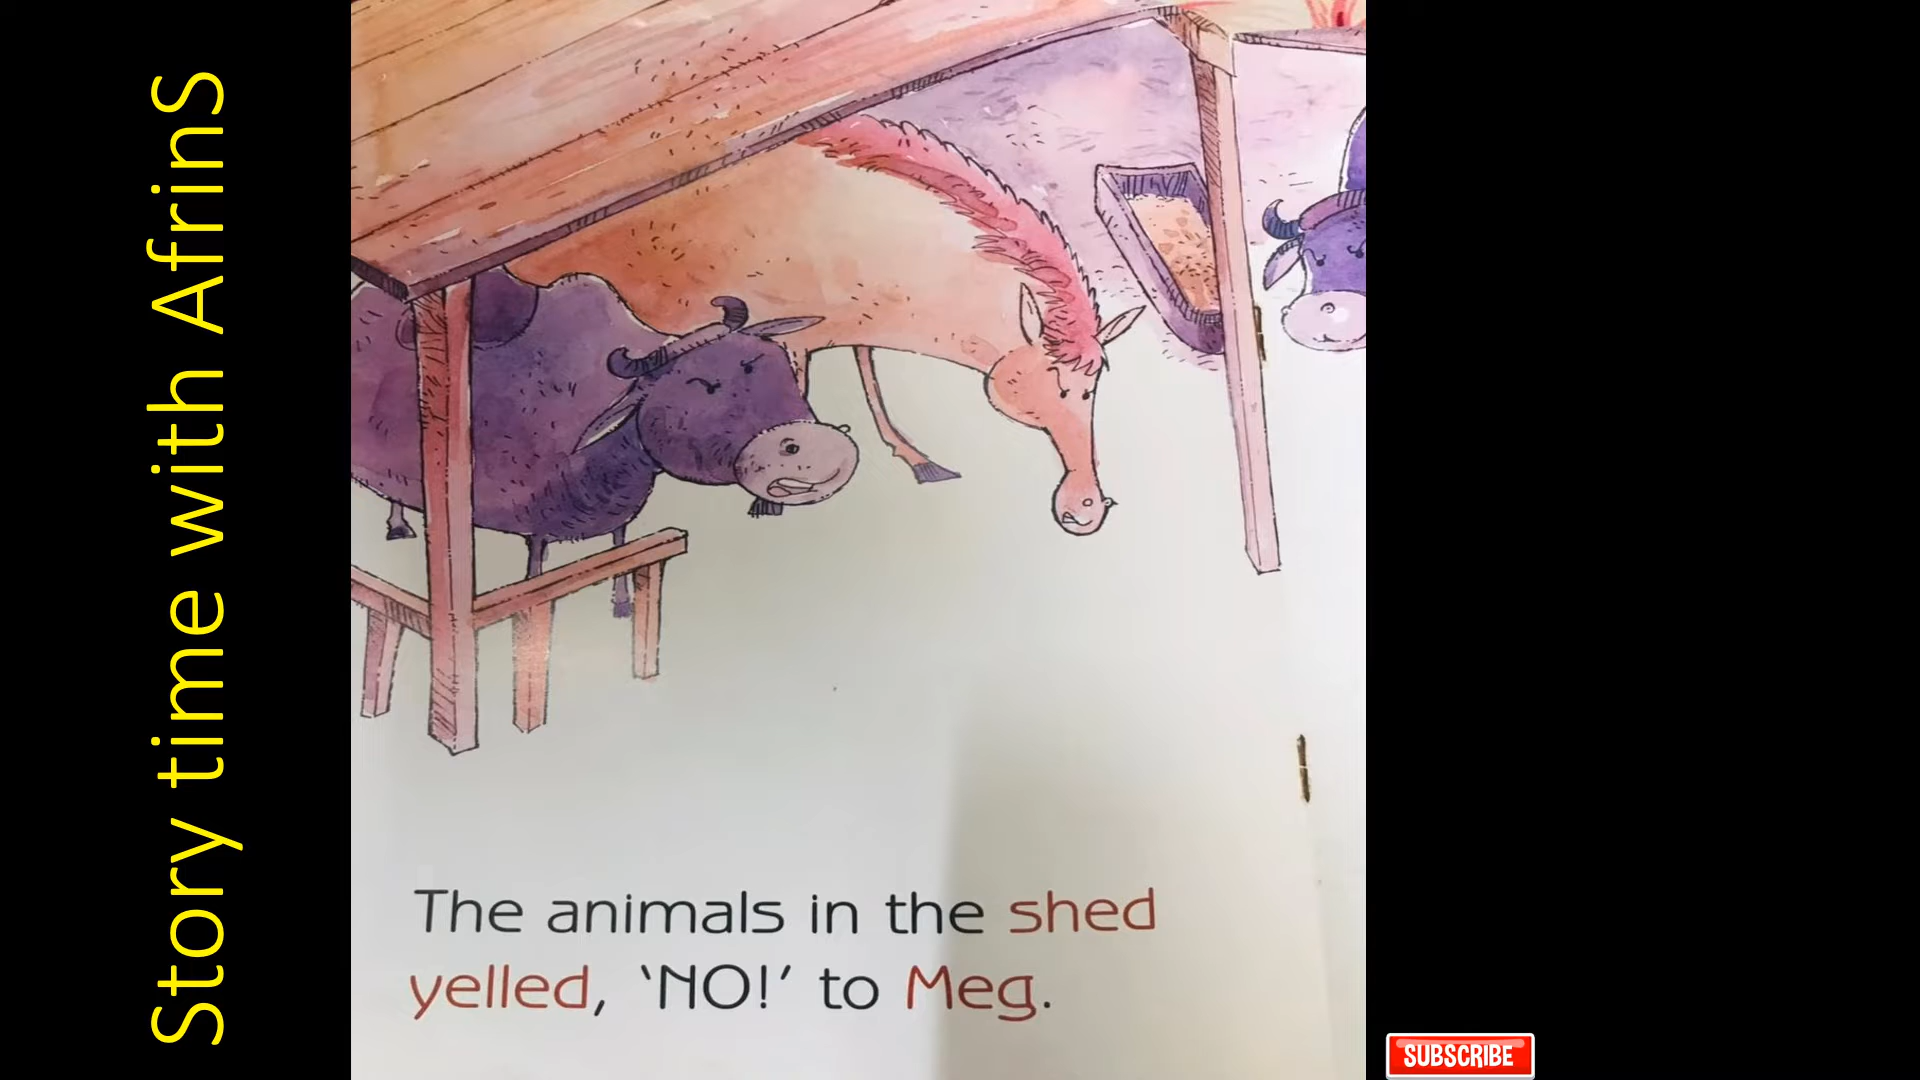 Story time with AfrinS
The animals in the shed
yelled, ‘NO!’ to Meg.
SUBSCRIBE